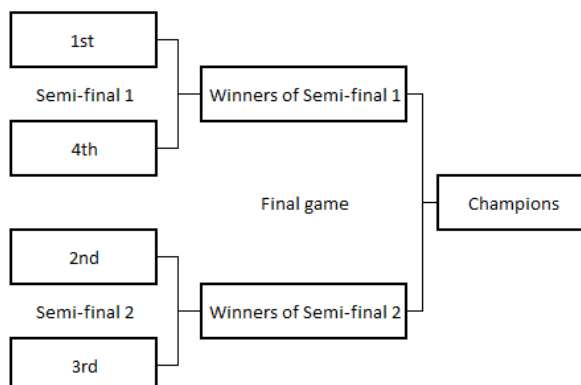 1st
Semi-final 1
4th
Winners of Semi-final 1
Final game
Champions
2nd
Semi-final 2
3rd
Winners of Semi-final 2